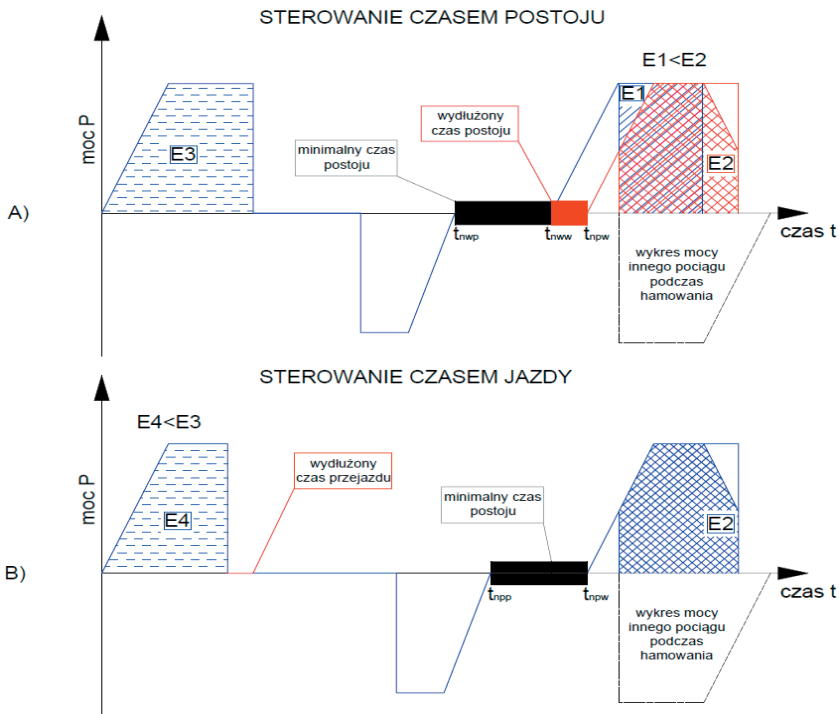 STEROWANIE CZASEM POSTOJU
E1<E2
moc P
E3
minimalny czas
postoju
wydłużony
czas postoju
E1
E2
A)
tnwp
tnww
tnpw
czas t
wykres mocy
innego pociągu
podczas
hamowania
STEROWANIE CZASEM JAZDY
E4<E3
moc P
E4
wydłużony
czas przejazdu
minimalny czas
postoju
E2
B)
tnpp
tnpw
czas t
wykres mocy
innego pociągu
podczas
hamowania